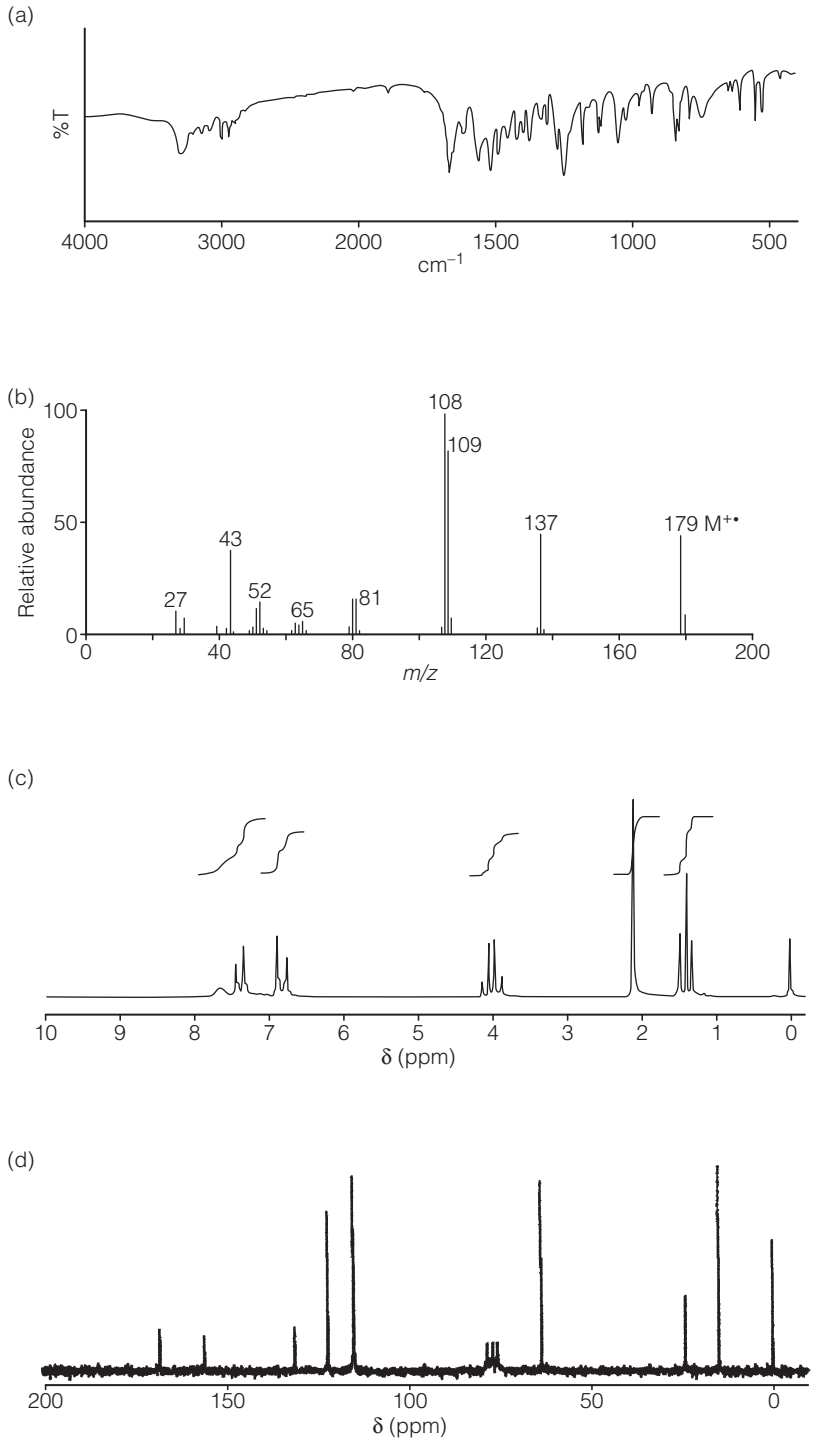 (a)
%T
4000 3000 2000 1500 1000 500
cm–1
(b)
Relative abundance
100
50
0
108
109
43
137
179 M+•
27
52
65
81
0 40 80 120 160 200
m/z
(c)
10 9 8 7 6 5 4 3 2 1 0
δ (ppm)
(d)
200 150 100 50 0
δ (ppm)